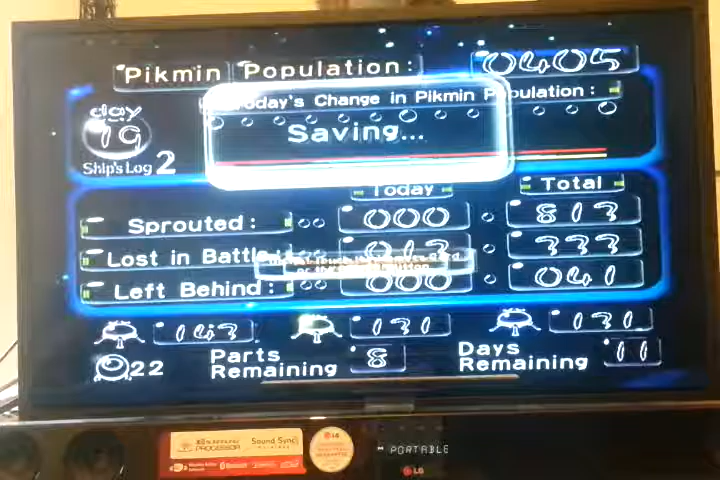 Pikmin Population: 0405
Today's Change in Pikmin Population:
day
19
Saving...
Ship's Log 2
Today Total
Sprouted: 000 813
Lost in Battle: 013 333
Left Behind: 000 041
143 131 131
22 Parts Remaining 8 Days Remaining 11
Sound Sync
LG
PORTABLE
LG